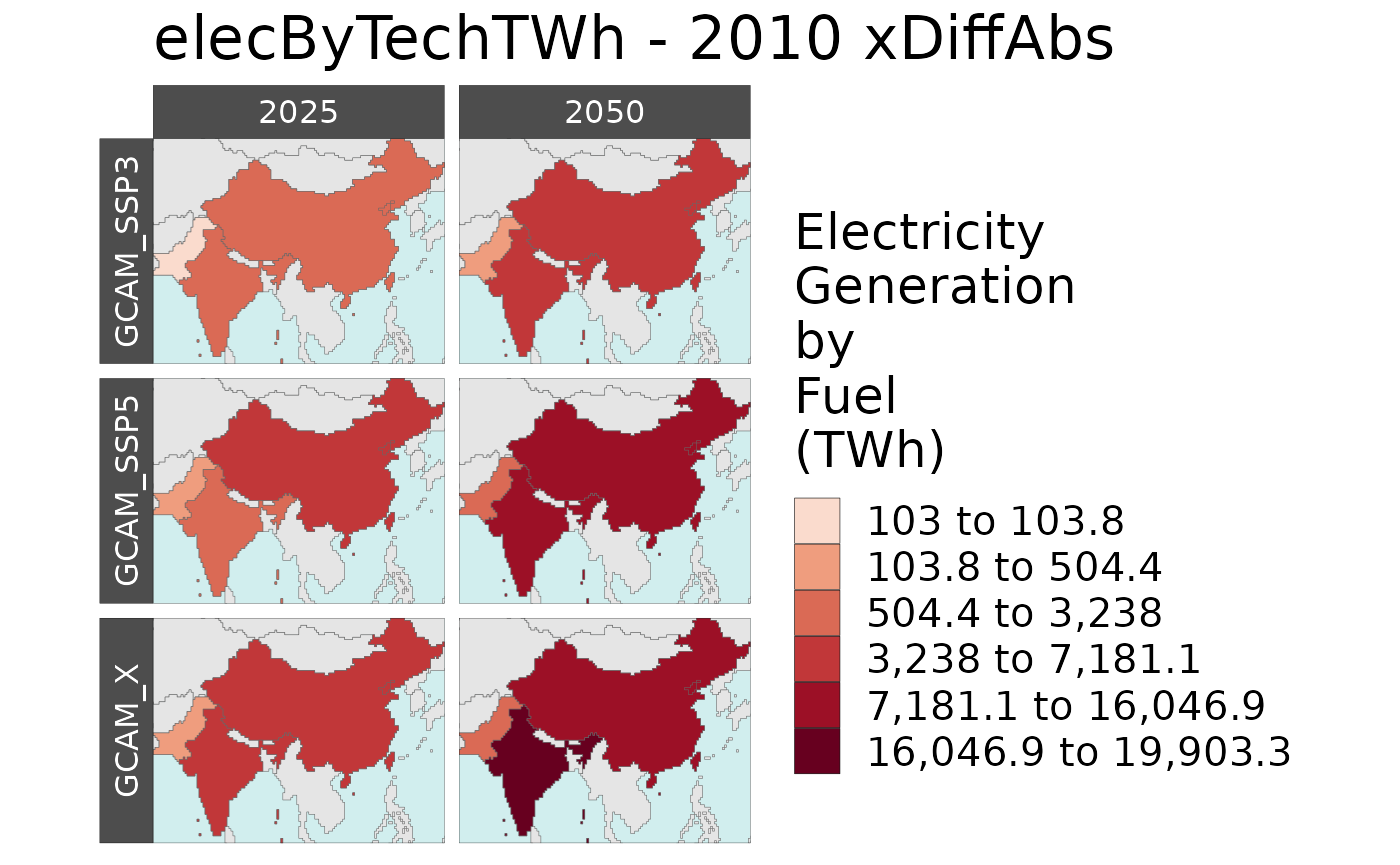 elecByTechTWh - 2010 xDiffAbs
2025
2050
GCAM_SSP3
GCAM_SSP5
GCAM_X
Electricity
Generation
by
Fuel
(TWh)
103 to 103.8
103.8 to 504.4
504.4 to 3,238
3,238 to 7,181.1
7,181.1 to 16,046.9
16,046.9 to 19,903.3